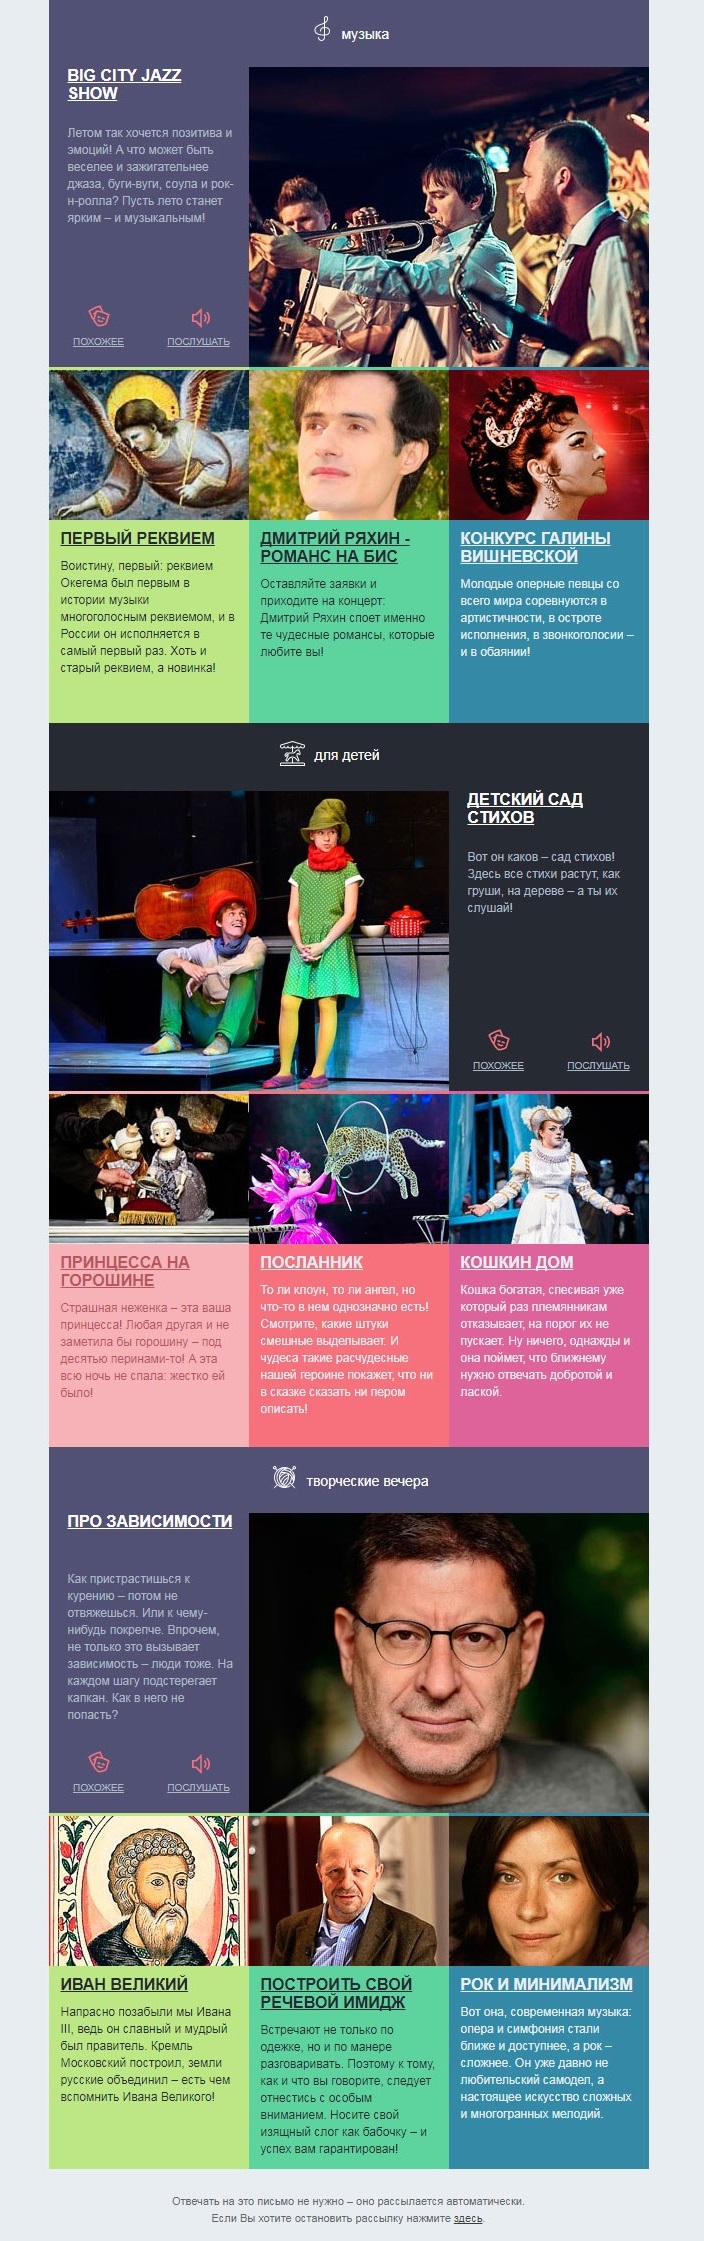 музыка
BIG CITY JAZZ
SHOW
Летом так хочется позитива и
эмоций! А что может быть
веселее и зажигательнее
джаза, буги-вуги, соула и рок-
н-ролла? Пусть лето станет
ярким – и музыкальным!
ПОХОЖЕЕ
ПОСЛУШАТЬ
ПЕРВЫЙ РЕКВИЕМ
Воистину, первый: реквием
Окегема был первым в
истории музыки
многоголосным реквиемом, и в
России он исполняется в
самый первый раз. Хоть и
старый реквием, а новинка!
ДМИТРИЙ РЯХИН -
РОМАНС НА БИС
Оставляйте заявки и
приходите на концерт:
Дмитрий Ряхин споет именно
те чудесные романсы, которые
любите вы!
КОНКУРС ГАЛИНЫ
ВИШНЕВСКОЙ
Молодые оперные певцы со
всего мира соревнуются в
артистичности, в остроте
исполнения, в звонкоголосии –
и в обаянии!
для детей
ДЕТСКИЙ САД
СТИХОВ
Вот он каков – сад стихов!
Здесь все стихи растут, как
груши, на дереве – а ты их
слушай!
ПОХОЖЕЕ
ПОСЛУШАТЬ
ПРИНЦЕССА НА
ГОРОШИНЕ
Страшная неженка – эта ваша
принцесса! Любая другая и не
заметила бы горошину – под
десятью перинами-то! А эта
всю ночь не спала: жестко ей
было!
ПОСЛАННИК
То ли клоун, то ли ангел, но
что-то в нем однозначно есть!
Смотрите, какие штуки
смешные выделывает. И
чудеса такие расчудесные
нашей героине покажет, что ни
в сказке сказать ни пером
описать!
КОШКИН ДОМ
Кошка богатая, спесивая уже
который раз племянникам
отказывает, на порог их не
пускает. Ну ничего, однажды и
она поймет, что ближнему
нужно отвечать добротой и
лаской.
творческие вечера
ПРО ЗАВИСИМОСТИ
Как пристрастишься к
курению – потом не
отвяжешься. Или к чему-
нибудь покрепче. Впрочем,
не только это вызывает
зависимость – люди тоже. На
каждом шагу подстерегает
капкан. Как в него не
попасть?
ПОХОЖЕЕ
ПОСЛУШАТЬ
ИВАН ВЕЛИКИЙ
Напрасно позабыли мы Ивана
III, ведь он славный и мудрый
был правитель. Кремль
Московский построил, земли
русские объединил – есть чем
вспомнить Ивана Великого!
ПОСТРОИТЬ СВОЙ
РЕЧЕВОЙ ИМИДЖ
Встречают не только по
одежке, но и по манере
разговаривать. Поэтому к тому,
как и что вы говорите, следует
отнестись с особым
вниманием. Носите свой
изящный слог как бабочку – и
успех вам гарантирован!
РОК И МИНИМАЛИЗМ
Вот она, современная музыка:
опера и симфония стали
ближе и доступнее, а рок –
сложнее. Он уже давно не
любительский самодел, а
настоящее искусство сложных
и многогранных мелодий.
Отвечать на это письмо не нужно – оно рассылается автоматически.
Если Вы хотите остановить рассылку нажмите здесь.